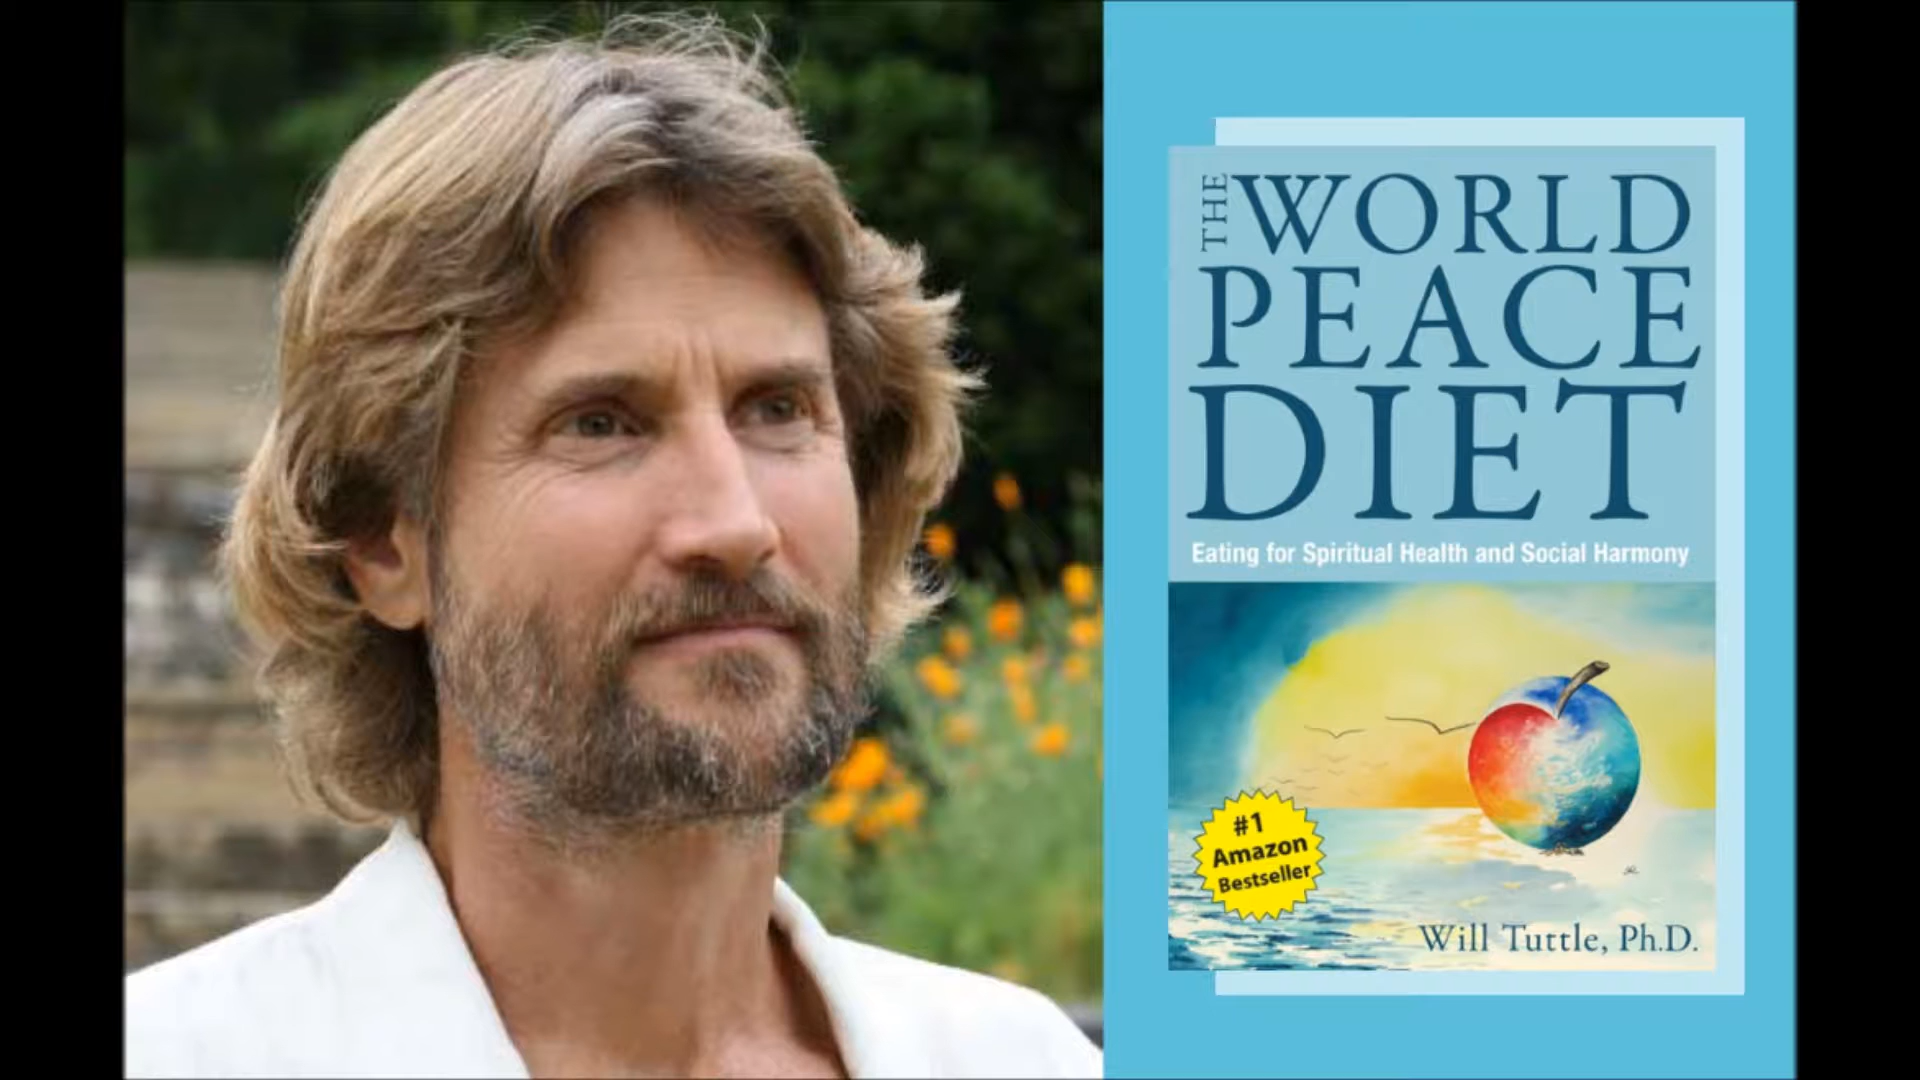 THE WORLD
PEACE
DIET
Eating for Spiritual Health and Social Harmony
#1
Amazon
Bestseller
Will Tuttle, Ph.D.